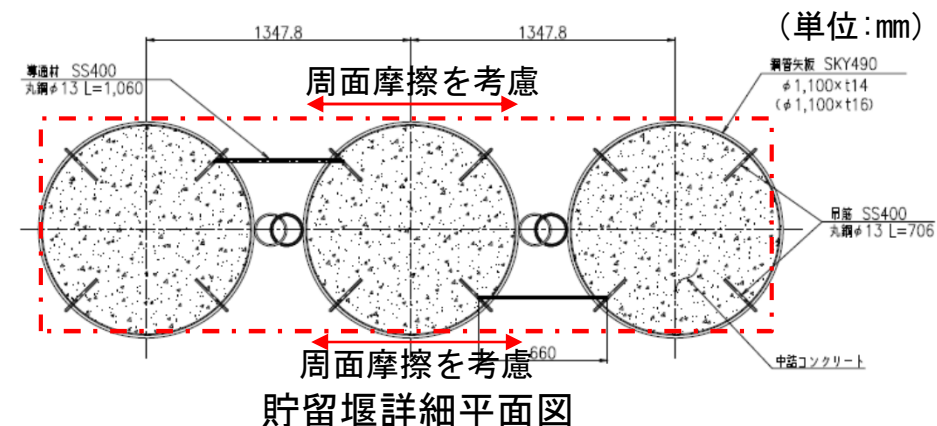 (単位:㎜)
1347.8
1347.8
導通材 SS400
丸鋼φ13 L=1,060
周面摩擦を考慮
鋼管矢板 SKY490
φ1,100×t14
(φ1,100×t16)
吊筋 SS400
丸鋼φ13 L=706
周面摩擦を考慮
660
中詰コンクリート
貯留堰詳細平面図